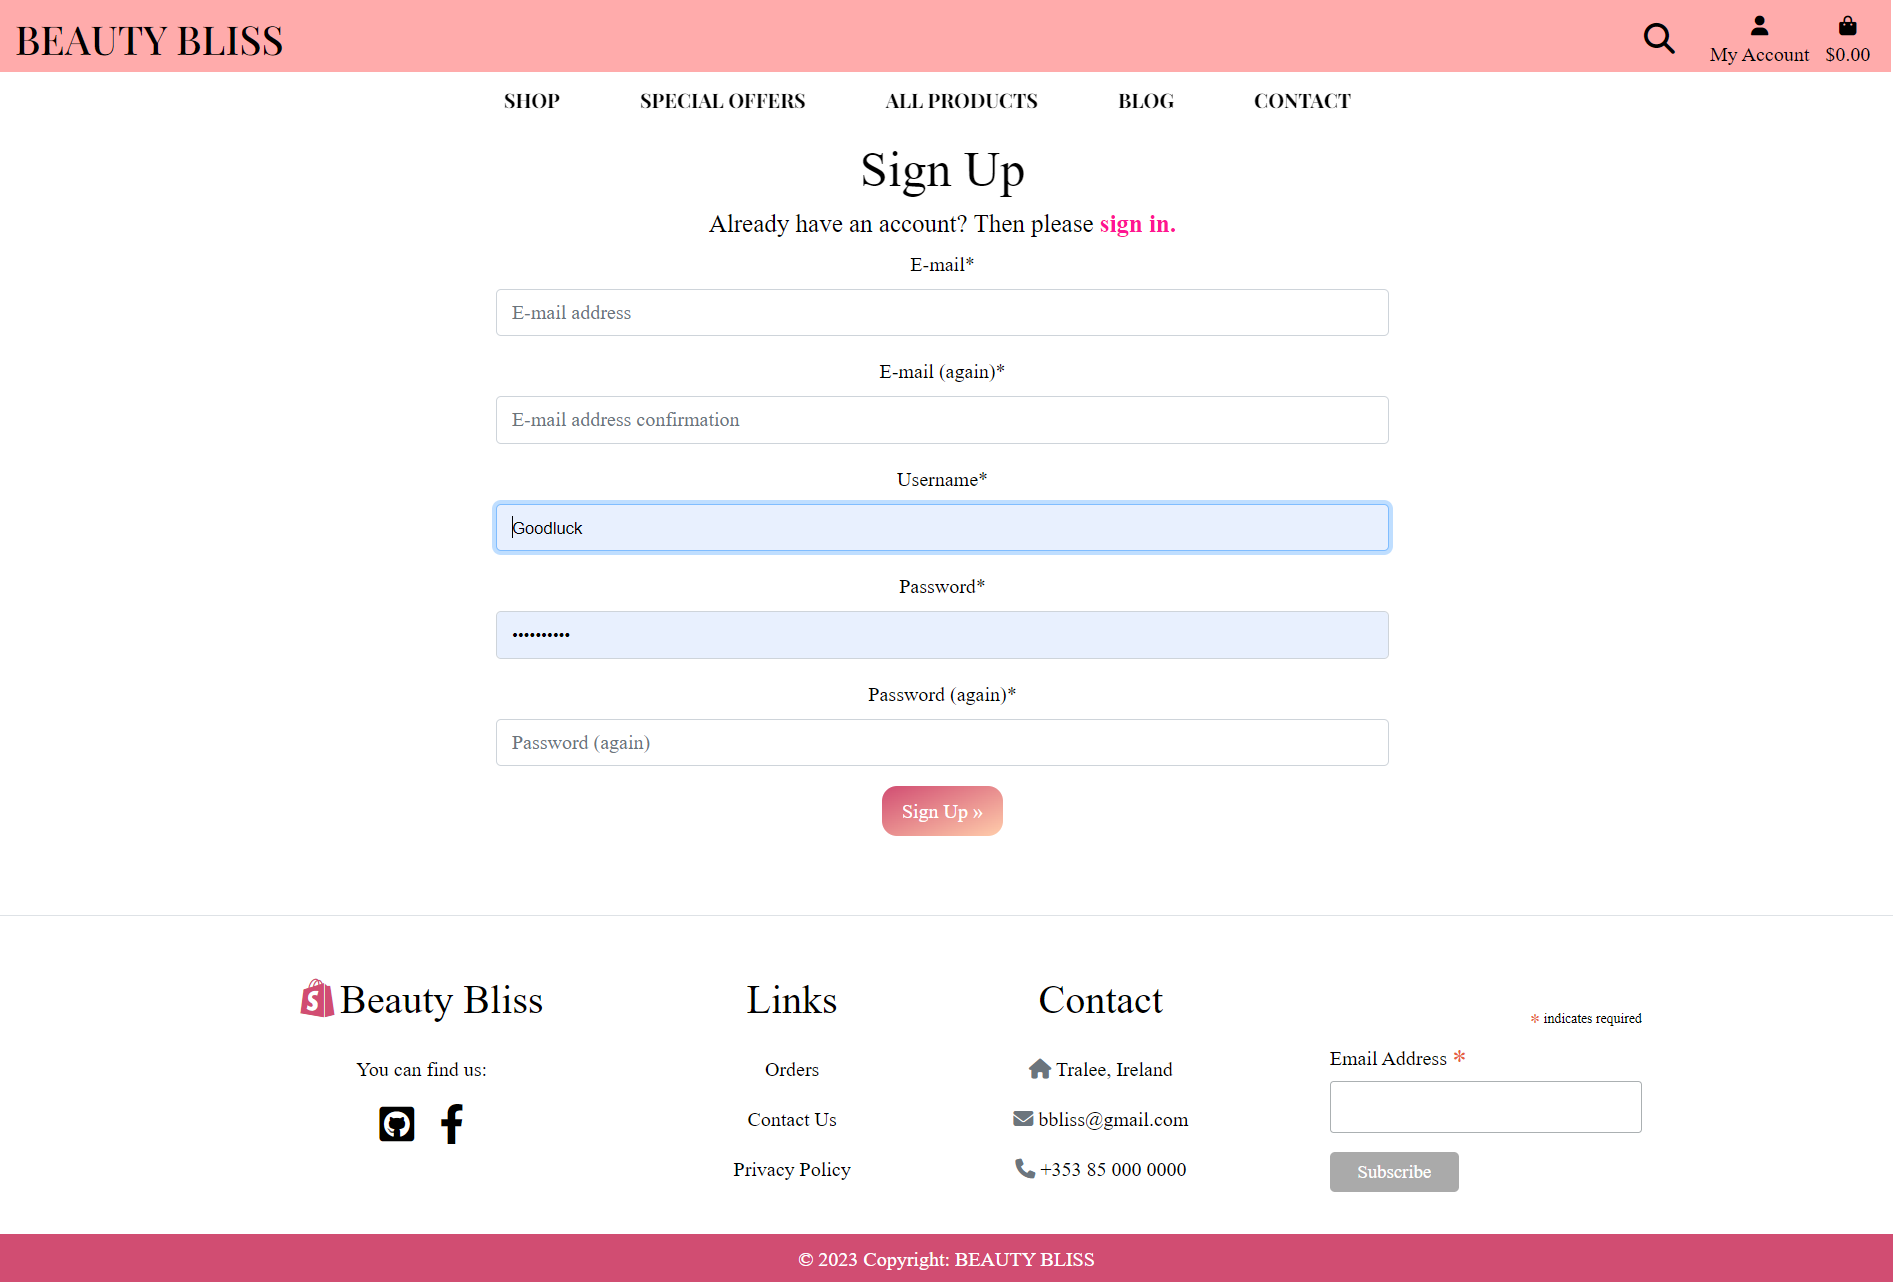 BEAUTY BLISS
My Account $0.00
SHOP SPECIAL OFFERS ALL PRODUCTS BLOG CONTACT
Sign Up
Already have an account? Then please sign in.
E-mail*
E-mail address
E-mail (again)*
E-mail address confirmation
Username*
Goodluck
Password*
••••••••••
Password (again)*
Password (again)
Sign Up »
Beauty Bliss
You can find us:
Links
Orders
Contact Us
Privacy Policy
Contact
Tralee, Ireland
bbliss@gmail.com
+353 85 000 0000
* indicates required
Email Address *
Subscribe
© 2023 Copyright: BEAUTY BLISS